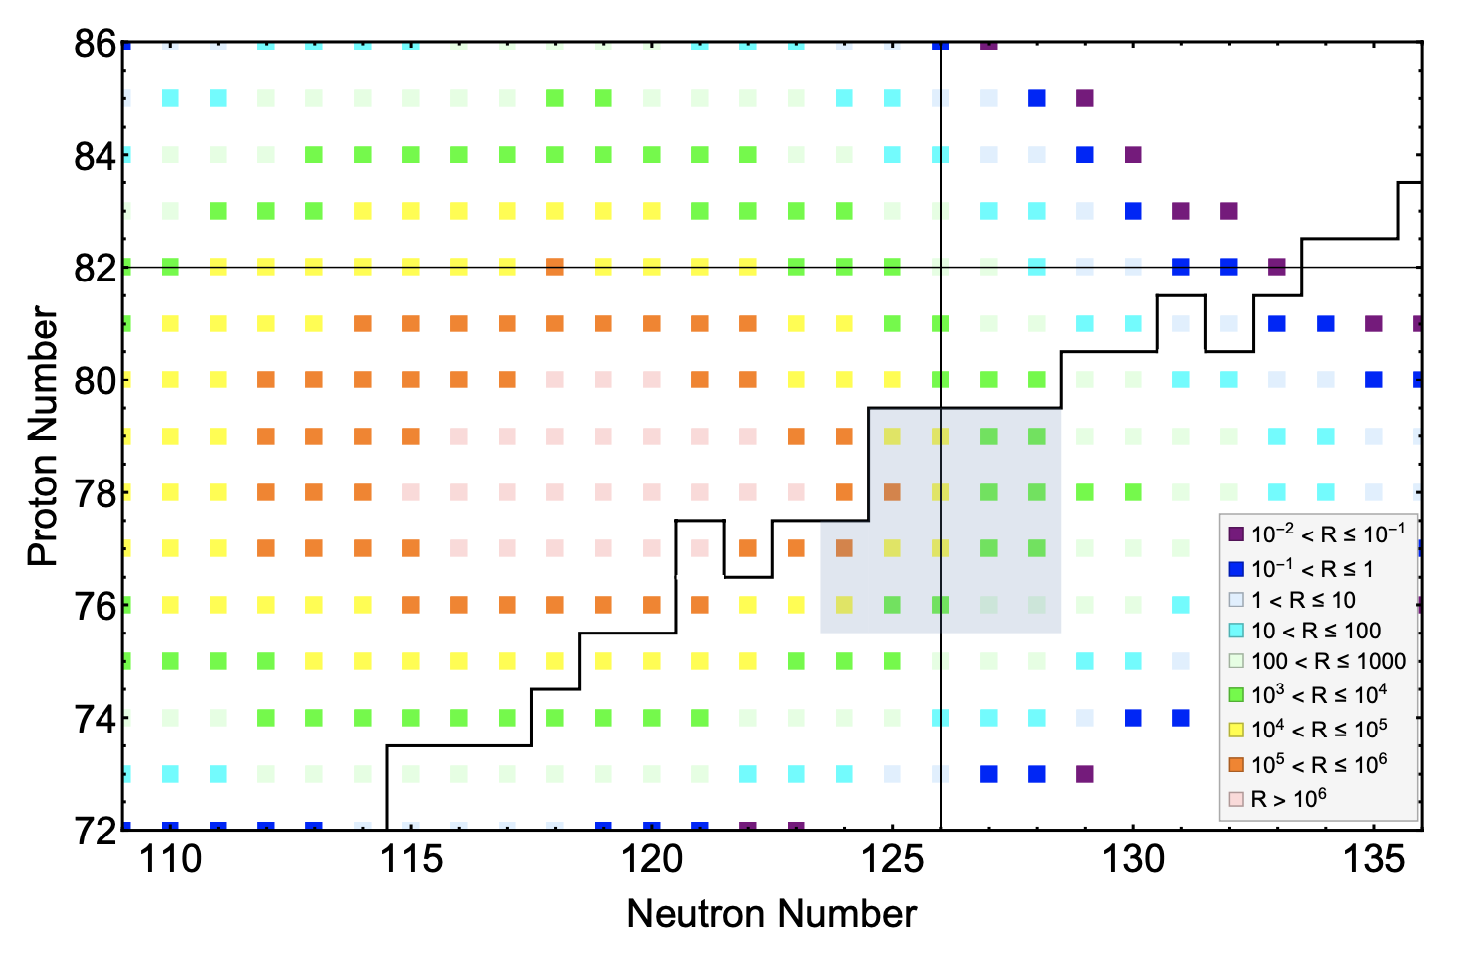 86
84
82
80
78
76
74
72
Proton Number
110 115 120 125 130 135
Neutron Number
10⁻² < R ≤ 10⁻¹
10⁻¹ < R ≤ 1
1 < R ≤ 10
10 < R ≤ 100
100 < R ≤ 1000
10³ < R ≤ 10⁴
10⁴ < R ≤ 10⁵
10⁵ < R ≤ 10⁶
R > 10⁶